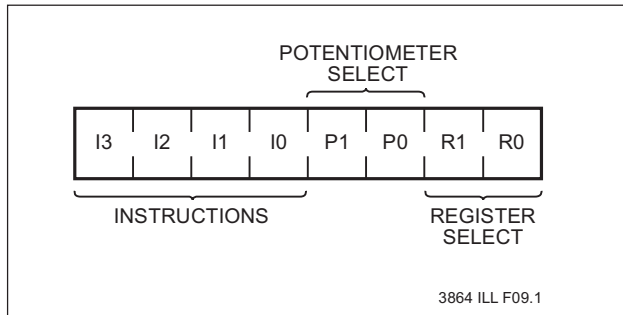 POTENTIOMETER
SELECT
I3 I2 I1 I0 P1 P0 R1 R0
INSTRUCTIONS
REGISTER
SELECT
3864 ILL F09.1